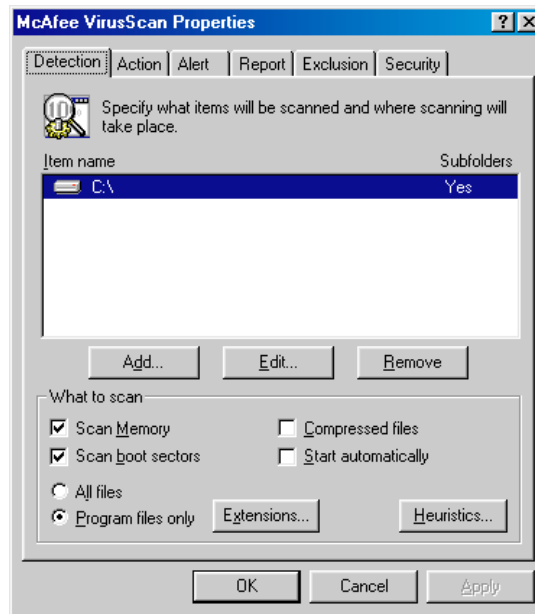 McAfee VirusScan Properties
Detection Action Alert Report Exclusion Security
Specify what items will be scanned and where scanning will
take place.
Item name Subfolders
C:\ Yes
Add... Edit... Remove
What to scan
Scan Memory Compressed files
Scan boot sectors Start automatically
All files
Program files only Extensions... Heuristics...
OK Cancel Apply